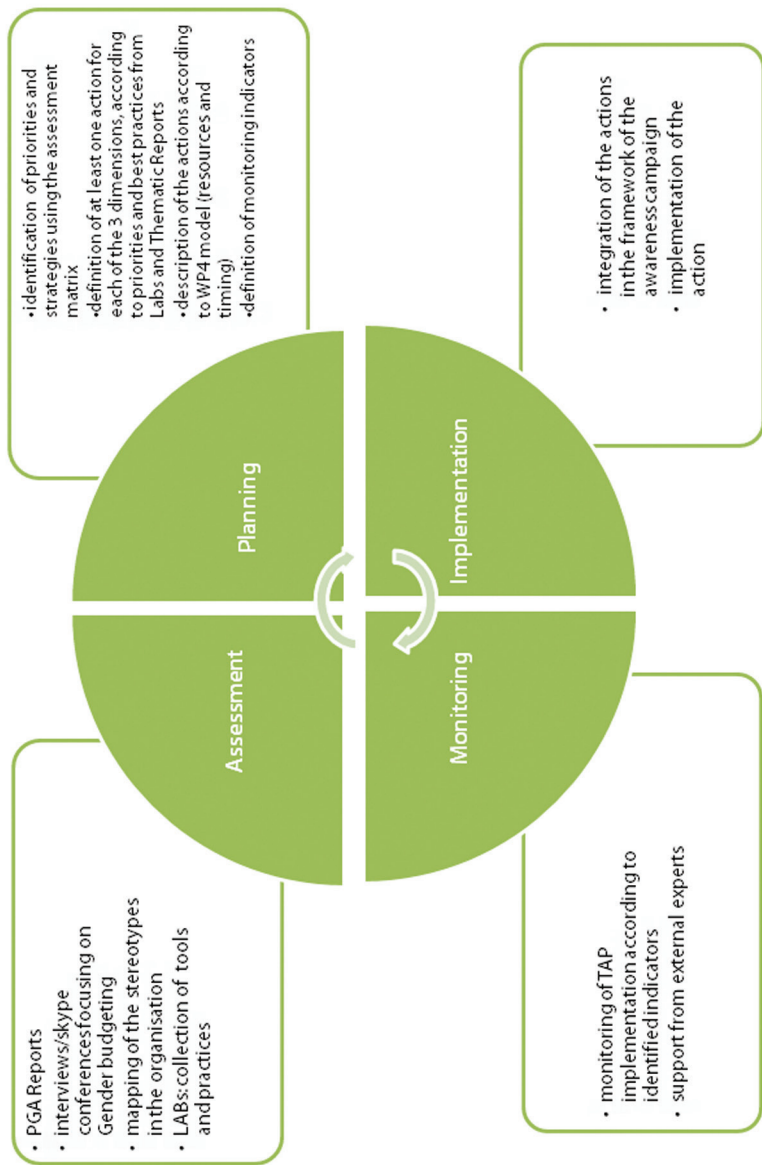 • PGA Reports
• interviews/skype
conferencesfocusing on
Gender budgeting
• mapping of the stereotypes
in the organisation
• LABs: collection of tools
and practices
Assessment
•identification of priorities and
strategies using the assessment
matrix
•definition of at least one action for
each of the 3 dimensions, according
to priorities and best practices from
Labs and Thematic Reports
•description of the actions according
to WP4 model (resources and
timing)
•definition of monitoring indicators
Planning
• monitoring of TAP
implementation according to
identified indicators
• support from external experts
Monitoring
• integration of the actions
in the framework of the
awareness campaign
• implementation of the
action
Implementation